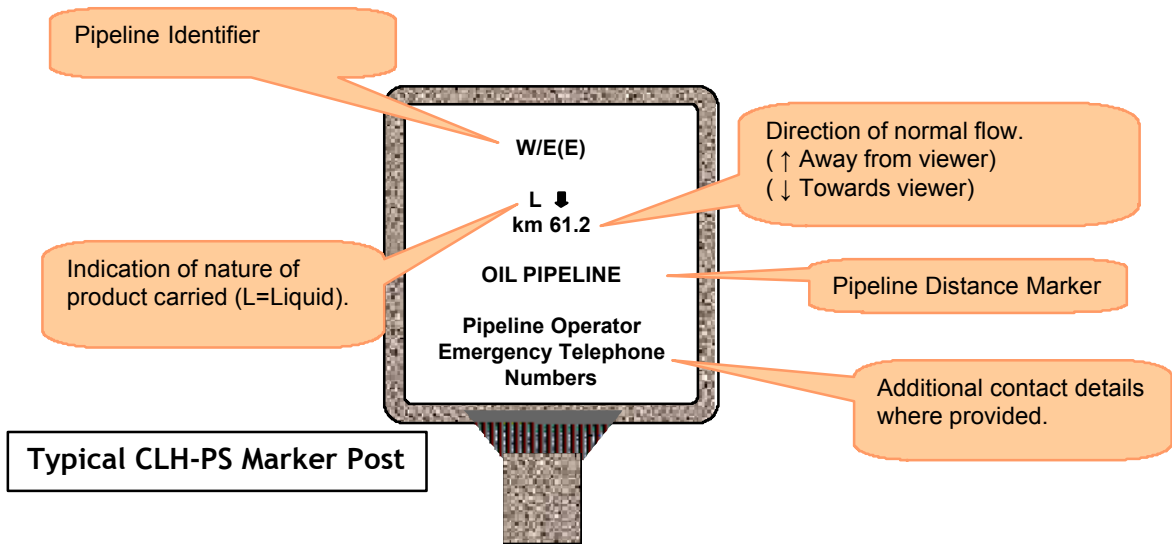 Pipeline Identifier
W/E(E)
Direction of normal flow.
( ↑ Away from viewer)
( ↓ Towards viewer)
L ⬇
km 61.2
Indication of nature of
product carried (L=Liquid).
OIL PIPELINE
Pipeline Distance Marker
Pipeline Operator
Emergency Telephone
Numbers
Additional contact details
where provided.
Typical CLH-PS Marker Post